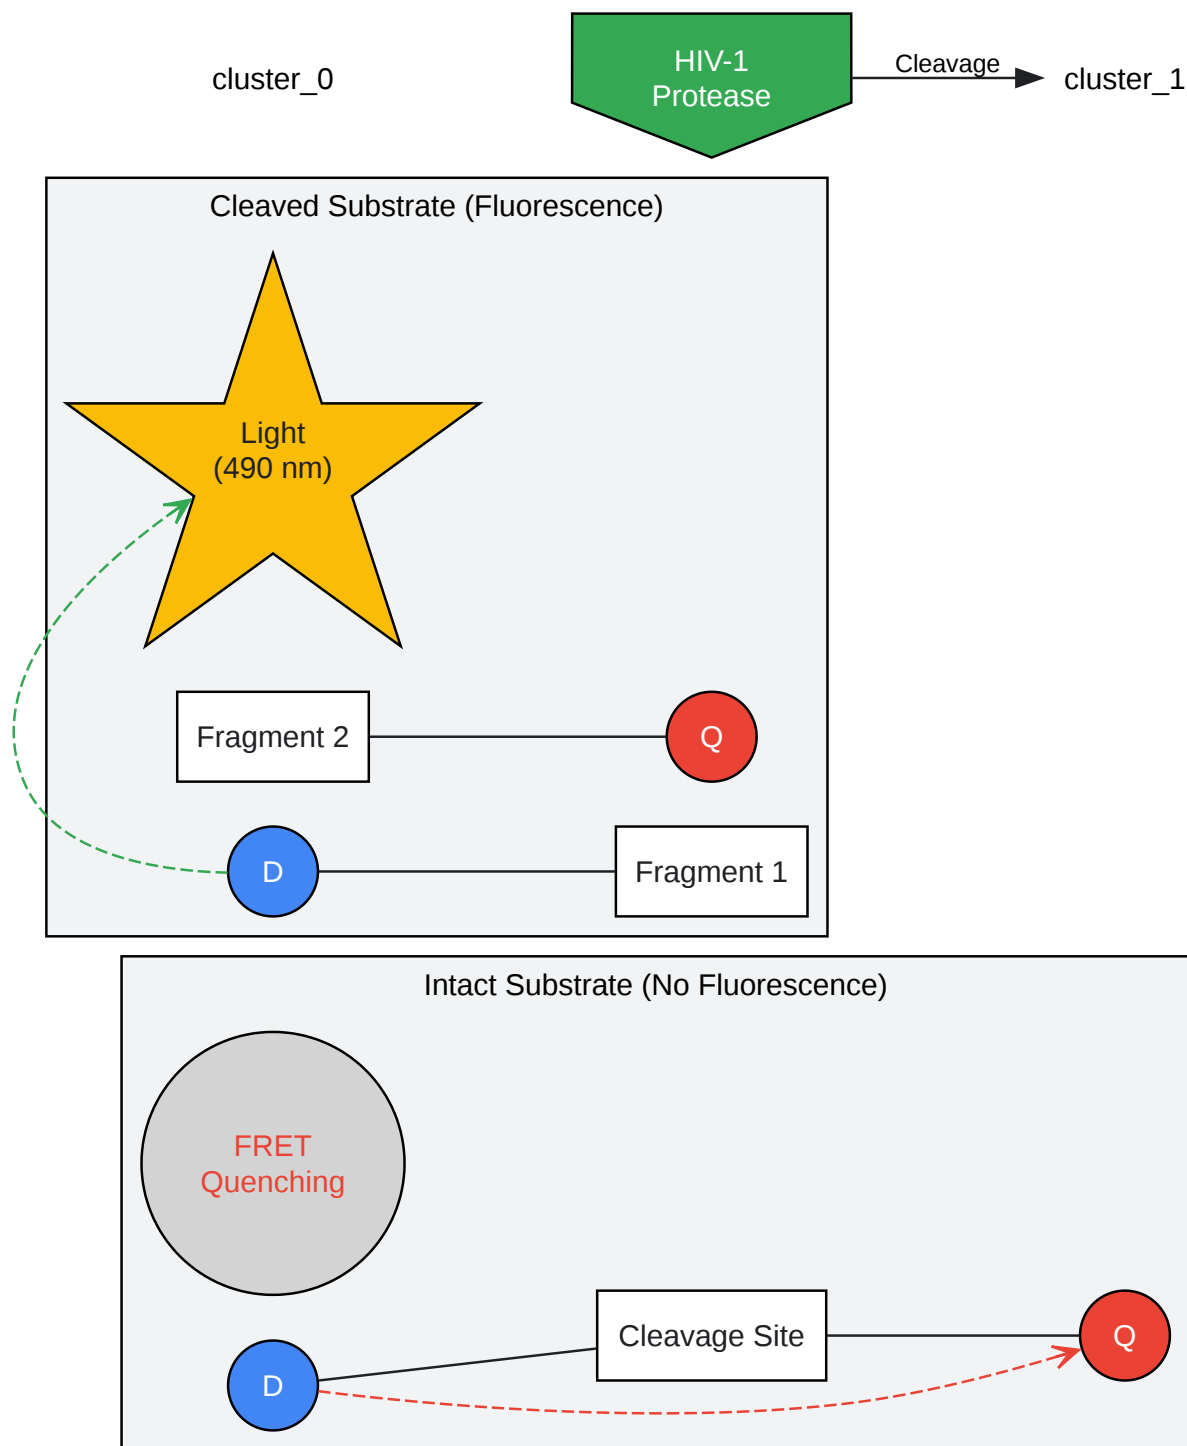 cluster_0
HIV-1
Protease
Cleavage
cluster_1
Cleaved Substrate (Fluorescence)
Light
(490 nm)
Fragment 2
Q
D
Fragment 1
Intact Substrate (No Fluorescence)
FRET
Quenching
Cleavage Site
Q
D